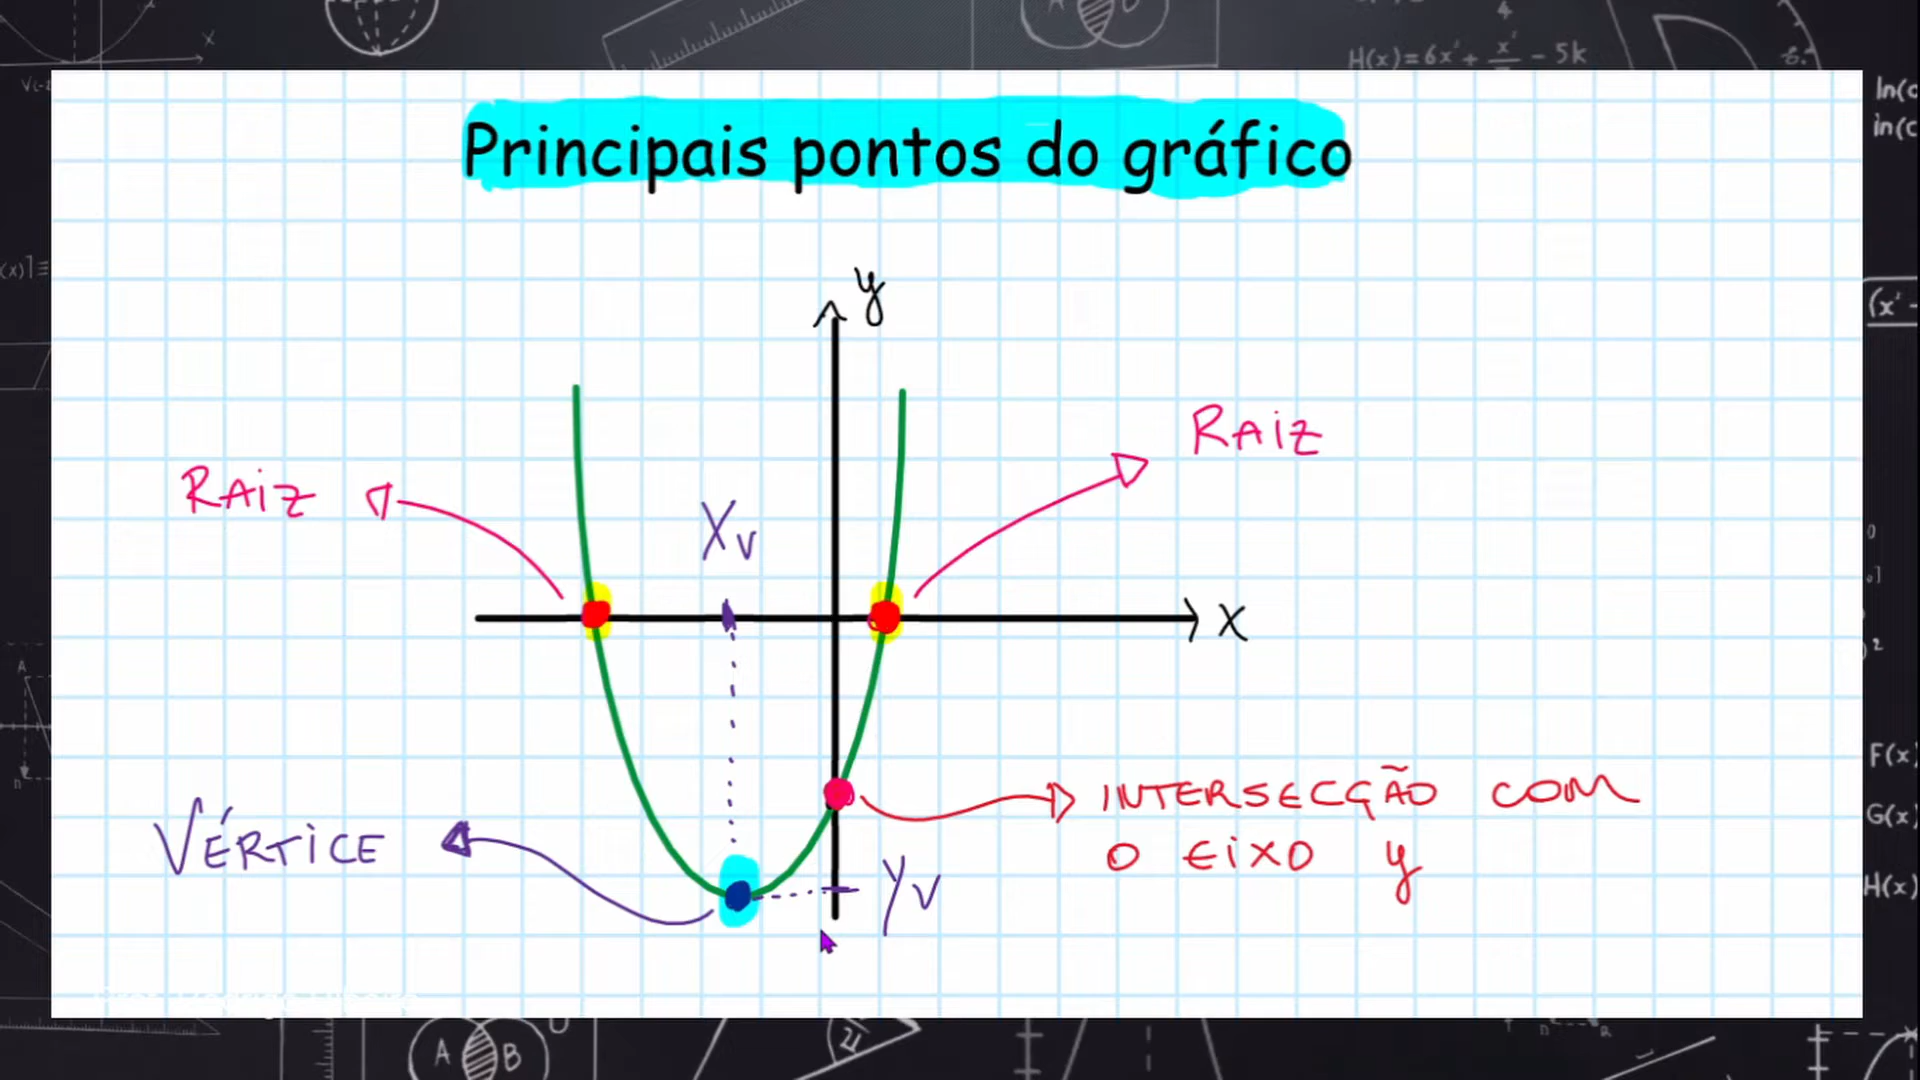 H(x) = 6x² + x²/ - 5k
Principais pontos do gráfico
y
RAIZ
RAIZ
Xv
X
INTERSECÇÃO COM
O EIXO y
VÉRTICE
Yv
F(x)
G(x)
H(x)
A B